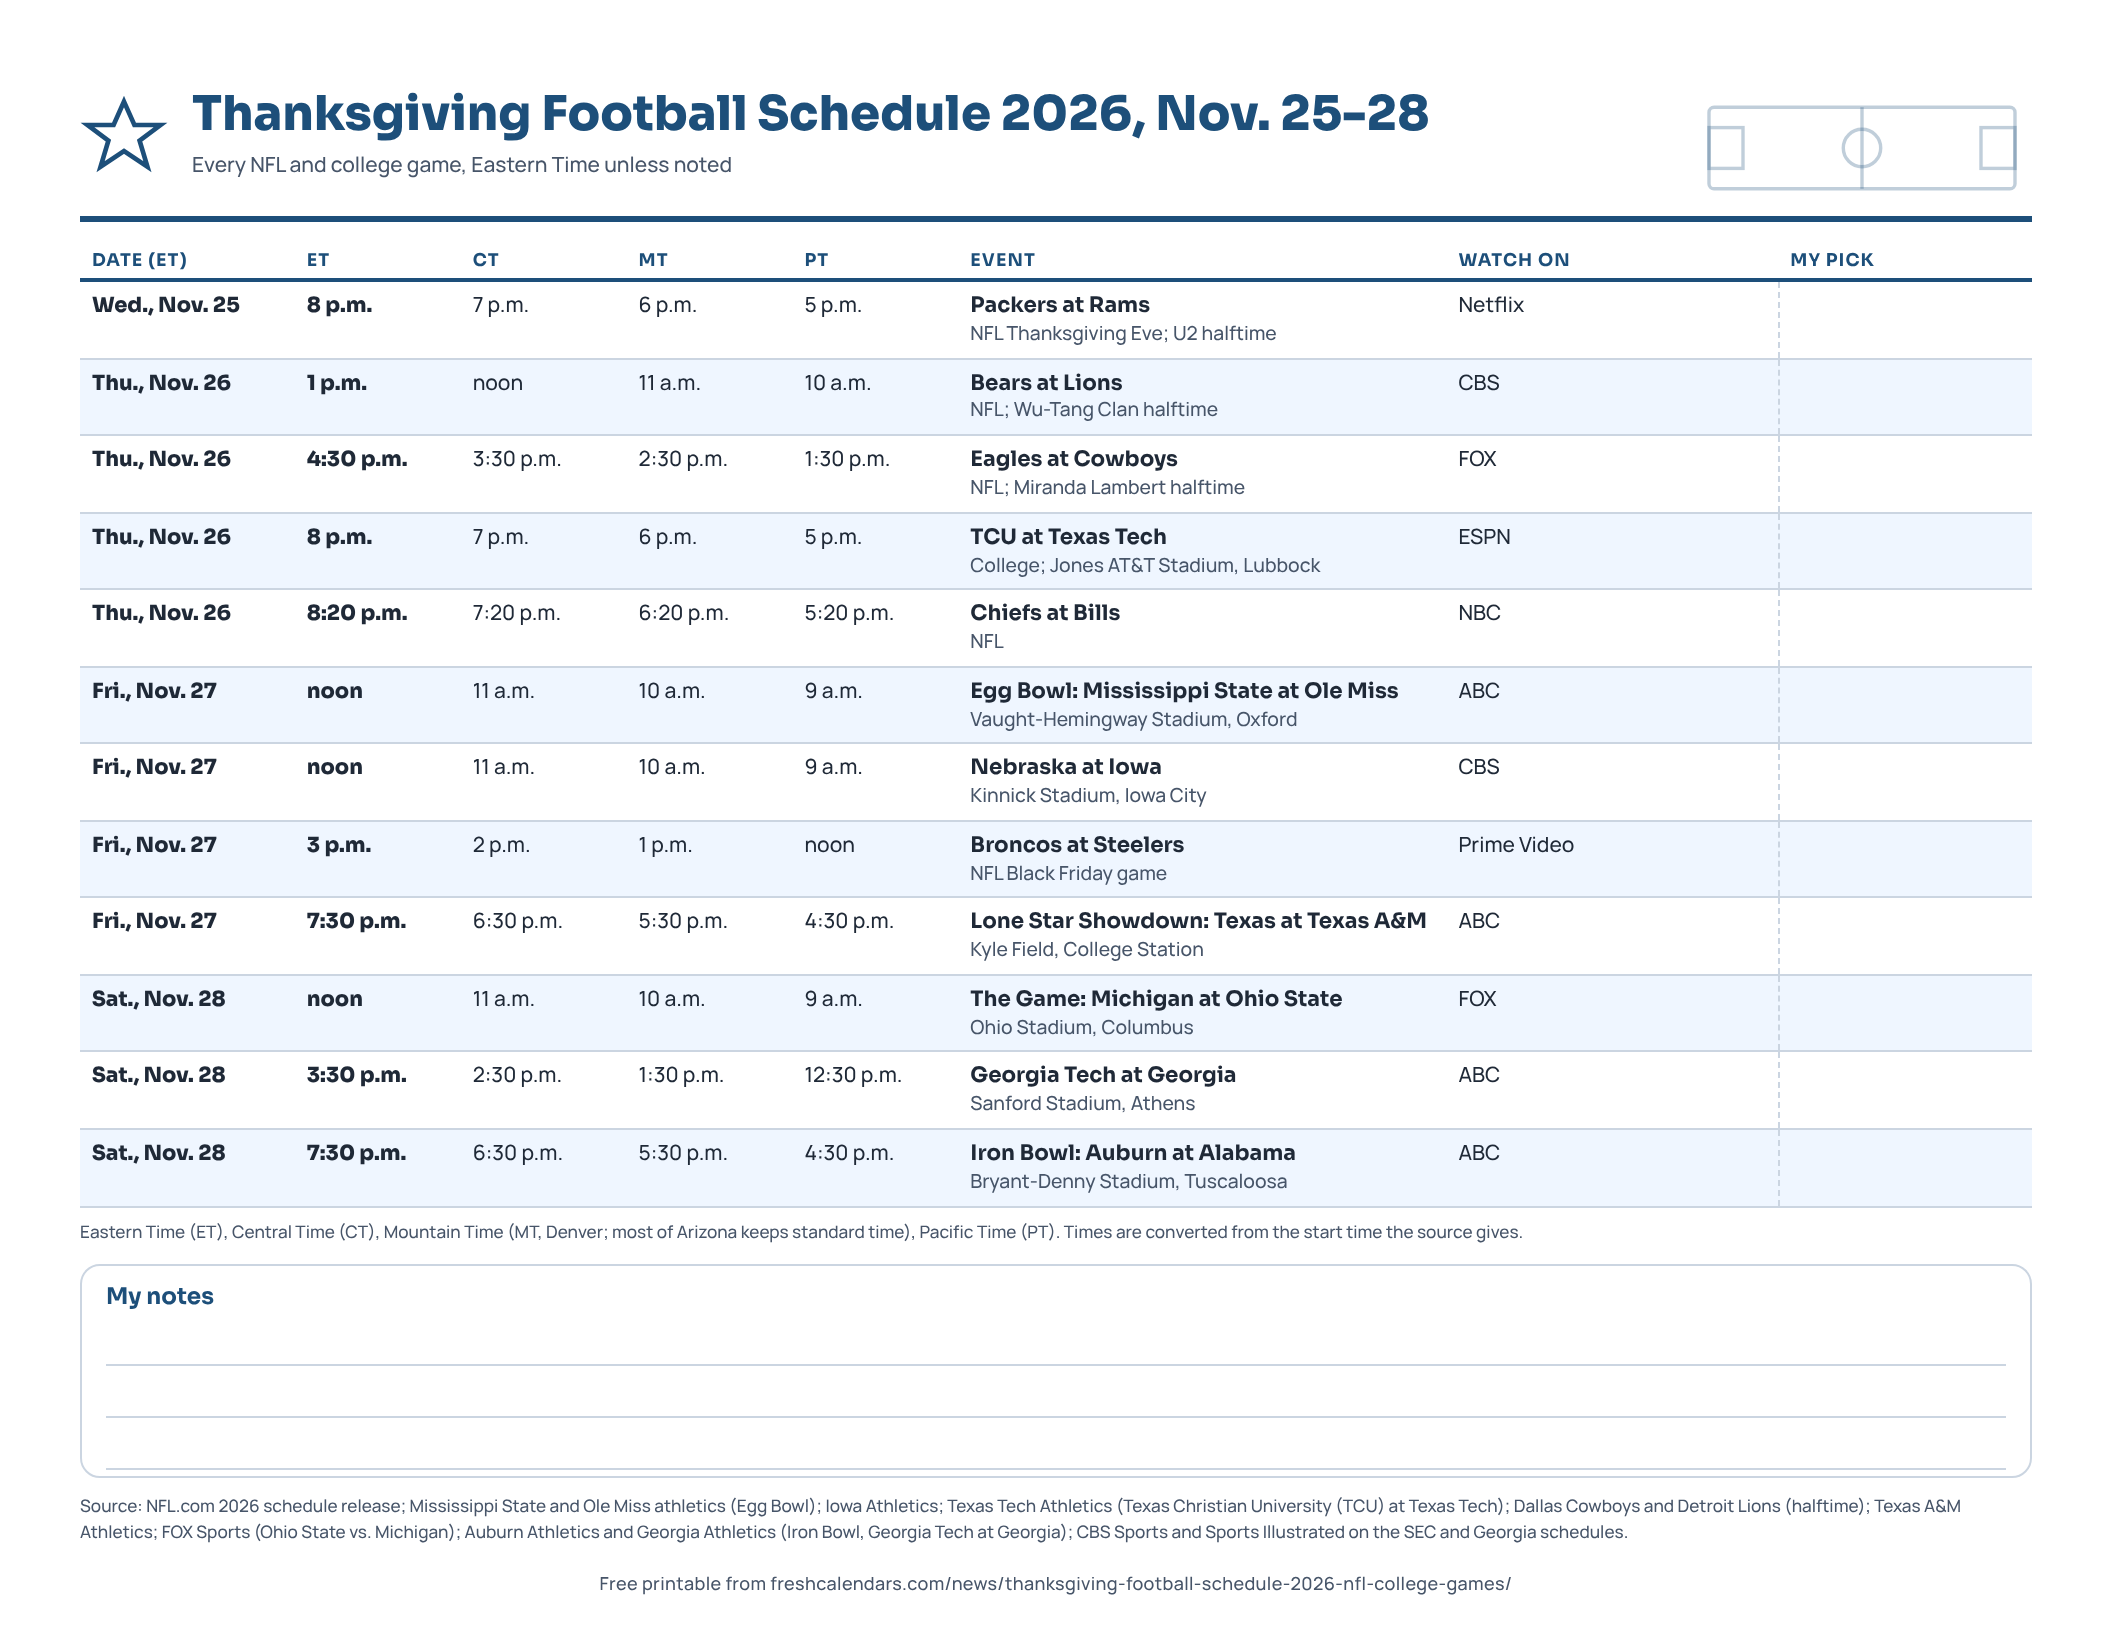 Thanksgiving Football Schedule 2026, Nov. 25–28
Every NFL and college game, Eastern Time unless noted
DATE (ET) ET CT MT PT EVENT WATCH ON MY PICK
Wed., Nov. 25 8 p.m. 7 p.m. 6 p.m. 5 p.m. Packers at Rams Netflix
NFL Thanksgiving Eve; U2 halftime
Thu., Nov. 26 1 p.m. noon 11 a.m. 10 a.m. Bears at Lions CBS
NFL; Wu-Tang Clan halftime
Thu., Nov. 26 4:30 p.m. 3:30 p.m. 2:30 p.m. 1:30 p.m. Eagles at Cowboys FOX
NFL; Miranda Lambert halftime
Thu., Nov. 26 8 p.m. 7 p.m. 6 p.m. 5 p.m. TCU at Texas Tech ESPN
College; Jones AT&T Stadium, Lubbock
Thu., Nov. 26 8:20 p.m. 7:20 p.m. 6:20 p.m. 5:20 p.m. Chiefs at Bills NBC
NFL
Fri., Nov. 27 noon 11 a.m. 10 a.m. 9 a.m. Egg Bowl: Mississippi State at Ole Miss ABC
Vaught-Hemingway Stadium, Oxford
Fri., Nov. 27 noon 11 a.m. 10 a.m. 9 a.m. Nebraska at Iowa CBS
Kinnick Stadium, Iowa City
Fri., Nov. 27 3 p.m. 2 p.m. 1 p.m. noon Broncos at Steelers Prime Video
NFL Black Friday game
Fri., Nov. 27 7:30 p.m. 6:30 p.m. 5:30 p.m. 4:30 p.m. Lone Star Showdown: Texas at Texas A&M ABC
Kyle Field, College Station
Sat., Nov. 28 noon 11 a.m. 10 a.m. 9 a.m. The Game: Michigan at Ohio State FOX
Ohio Stadium, Columbus
Sat., Nov. 28 3:30 p.m. 2:30 p.m. 1:30 p.m. 12:30 p.m. Georgia Tech at Georgia ABC
Sanford Stadium, Athens
Sat., Nov. 28 7:30 p.m. 6:30 p.m. 5:30 p.m. 4:30 p.m. Iron Bowl: Auburn at Alabama ABC
Bryant-Denny Stadium, Tuscaloosa
Eastern Time (ET), Central Time (CT), Mountain Time (MT, Denver; most of Arizona keeps standard time), Pacific Time (PT). Times are converted from the start time the source gives.
My notes
Source: NFL.com 2026 schedule release; Mississippi State and Ole Miss athletics (Egg Bowl); Iowa Athletics; Texas Tech Athletics (Texas Christian University (TCU) at Texas Tech); Dallas Cowboys and Detroit Lions (halftime); Texas A&M
Athletics; FOX Sports (Ohio State vs. Michigan); Auburn Athletics and Georgia Athletics (Iron Bowl, Georgia Tech at Georgia); CBS Sports and Sports Illustrated on the SEC and Georgia schedules.
Free printable from freshcalendars.com/news/thanksgiving-football-schedule-2026-nfl-college-games/